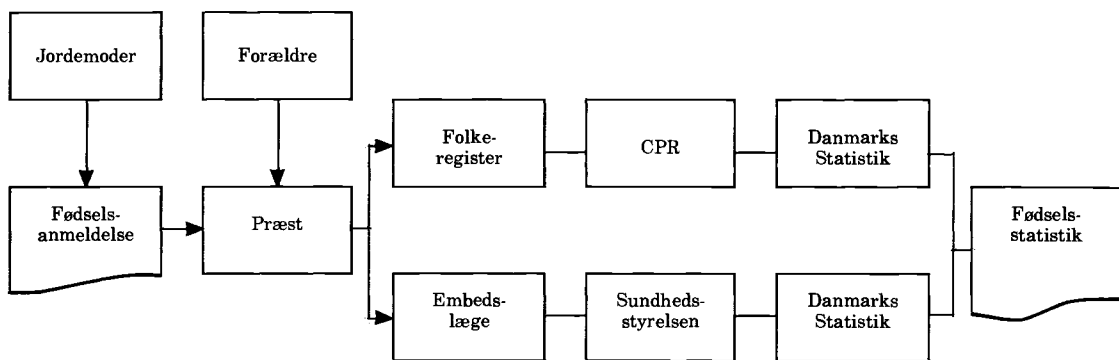 Jordemoder
Forældre
Folke-
register
CPR
Danmarks
Statistik
Fødsels-
anmeldelse
Præst
Fødsels-
statistik
Embeds-
læge
Sundheds-
styrelsen
Danmarks
Statistik